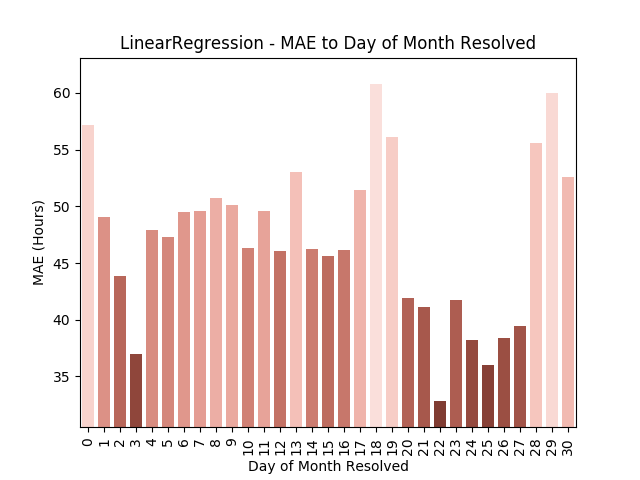 LinearRegression - MAE to Day of Month Resolved
MAE (Hours)
60
55
50
45
40
35
0 1 2 3 4 5 6 7 8 9 10 11 12 13 14 15 16 17 18 19 20 21 22 23 24 25 26 27 28 29 30
Day of Month Resolved